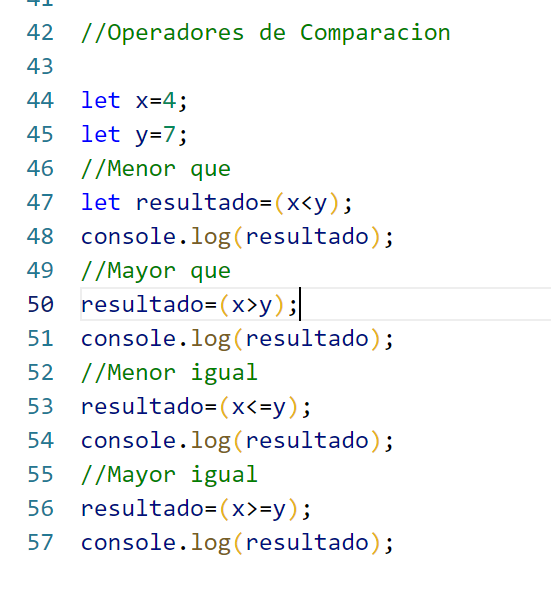 41
42 //Operadores de Comparacion
43
44 let x=4;
45 let y=7;
46 //Menor que
47 let resultado=(x<y);
48 console.log(resultado);
49 //Mayor que
50 resultado=(x>y);
51 console.log(resultado);
52 //Menor igual
53 resultado=(x<=y);
54 console.log(resultado);
55 //Mayor igual
56 resultado=(x>=y);
57 console.log(resultado);